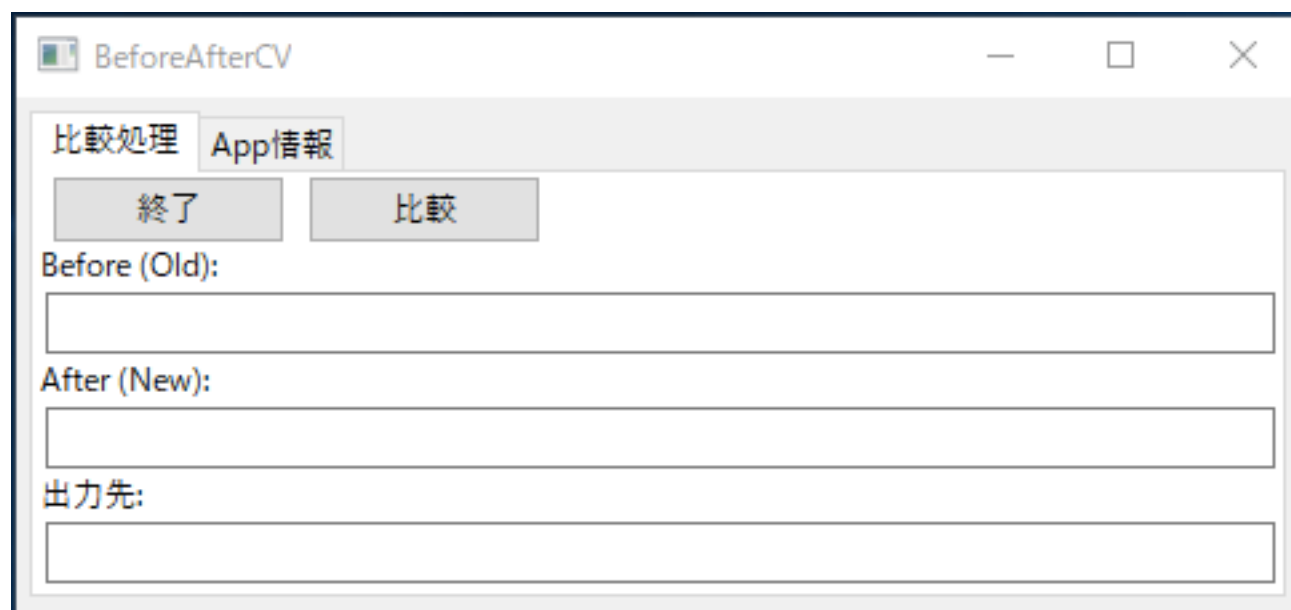 BeforeAfterCV
比較処理 App情報
終了 比較
Before (Old):
After (New):
出力先: